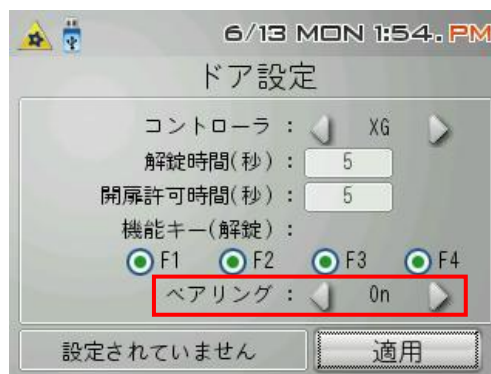 6/13 MON 1:54. PM
ドア設定
コントローラ : XG
解錠時間(秒) : 5
開扉許可時間(秒) : 5
機能キー(解錠) :
F1 F2 F3 F4
ペアリング : On
設定されていません 適用